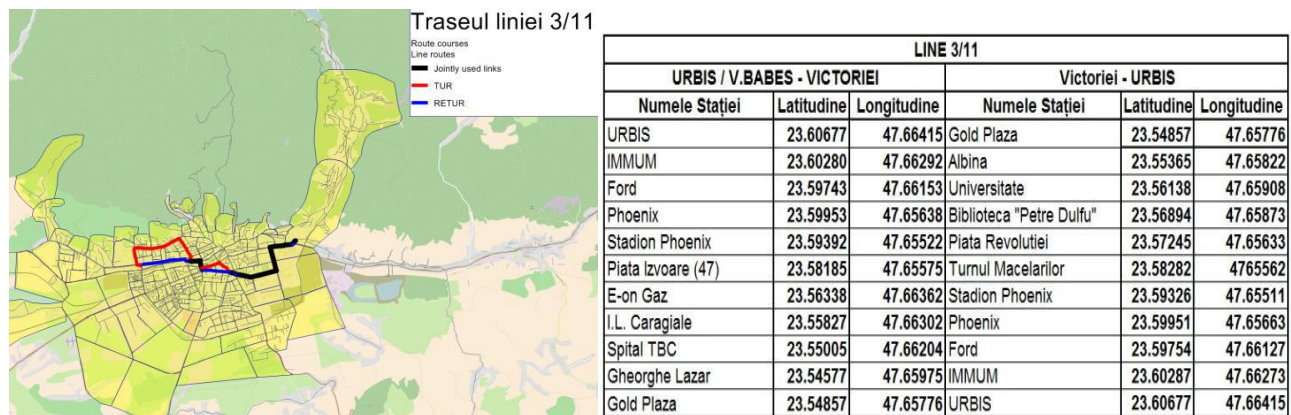 Traseul liniei 3/11
Route courses
Line routes
Jointly used links
TUR
RETUR
LINE 3/11
URBIS / V.BABES - VICTORIEI Victoriei - URBIS
Numele Stației Latitudine Longitudine Numele Stației Latitudine Longitudine
URBIS 23.60677 47.66415 Gold Plaza 23.54857 47.65776
IMMUM 23.60280 47.66292 Albina 23.55365 47.65822
Ford 23.59743 47.66153 Universitate 23.56138 47.65908
Phoenix 23.59953 47.65638 Biblioteca "Petre Dulfu" 23.56894 47.65873
Stadion Phoenix 23.59392 47.65522 Piata Revolutiei 23.57245 47.65633
Piata Izvoare (47) 23.58185 47.65575 Turnul Macelarilor 23.58282 4765562
E-on Gaz 23.56338 47.66362 Stadion Phoenix 23.59326 47.65511
I.L. Caragiale 23.55827 47.66302 Phoenix 23.59951 47.65663
Spital TBC 23.55005 47.66204 Ford 23.59754 47.66127
Gheorghe Lazar 23.54577 47.65975 IMMUM 23.60287 47.66273
Gold Plaza 23.54857 47.65776 URBIS 23.60677 47.66415